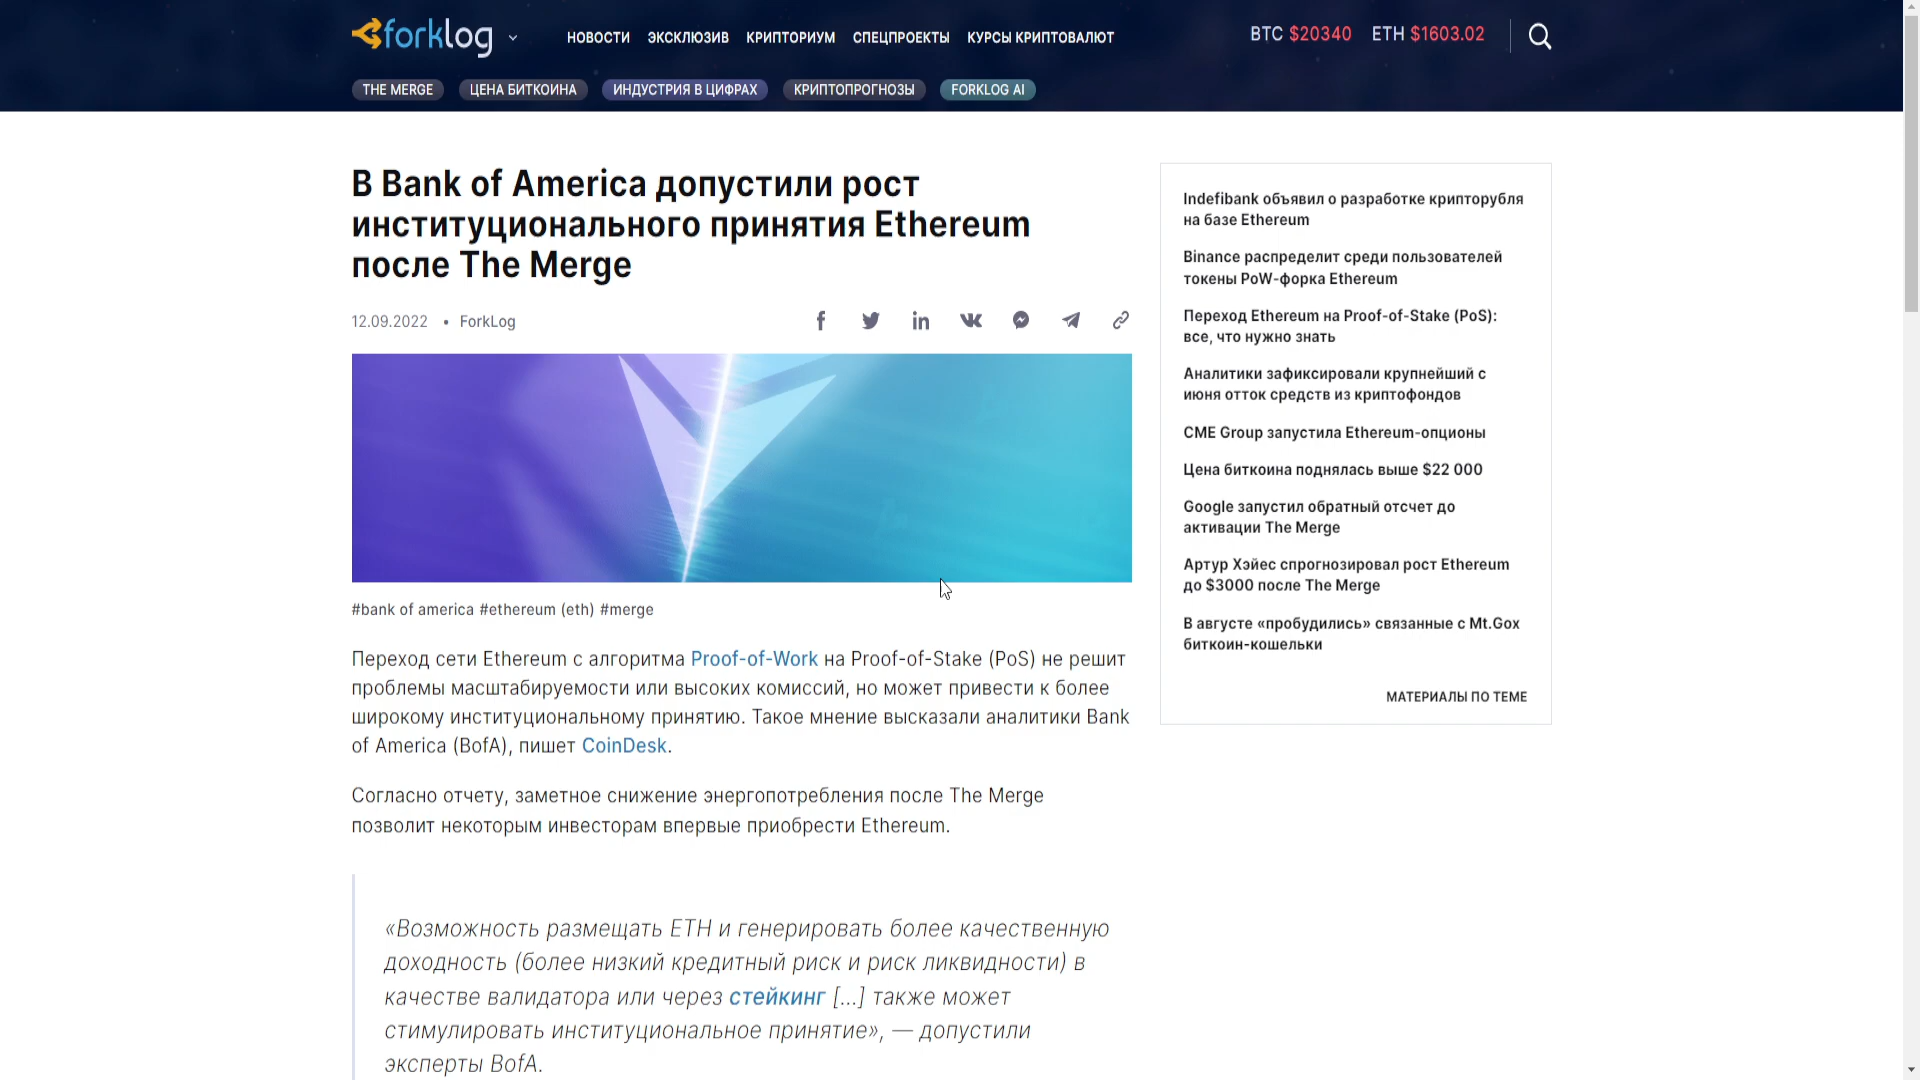 forklog
НОВОСТИ ЭКСКЛЮЗИВ КРИПТОРИУМ СПЕЦПРОЕКТЫ КУРСЫ КРИПТОВАЛЮТ
BTC $20340 ETH $1603.02
THE MERGE ЦЕНА БИТКОИНА ИНДУСТРИЯ В ЦИФРАХ КРИПТОПРОГНОЗЫ FORKLOG AI
В Bank of America допустили рост
институционального принятия Ethereum
после The Merge
12.09.2022 • ForkLog
#bank of america #ethereum (eth) #merge
Переход сети Ethereum с алгоритма Proof-of-Work на Proof-of-Stake (PoS) не решит
проблемы масштабируемости или высоких комиссий, но может привести к более
широкому институциональному принятию. Такое мнение высказали аналитики Bank
of America (BofA), пишет CoinDesk.
Согласно отчету, заметное снижение энергопотребления после The Merge
позволит некоторым инвесторам впервые приобрести Ethereum.
«Возможность размещать ETH и генерировать более качественную
доходность (более низкий кредитный риск и риск ликвидности) в
качестве валидатора или через стейкинг [...] также может
стимулировать институциональное принятие», — допустили
эксперты BofA.
Indefibank объявил о разработке крипторубля
на базе Ethereum
Binance распределит среди пользователей
токены PoW-форка Ethereum
Переход Ethereum на Proof-of-Stake (PoS):
все, что нужно знать
Аналитики зафиксировали крупнейший с
июня отток средств из криптофондов
CME Group запустила Ethereum-опционы
Цена биткоина поднялась выше $22 000
Google запустил обратный отсчет до
активации The Merge
Артур Хэйес спрогнозировал рост Ethereum
до $3000 после The Merge
В августе «пробудились» связанные с Mt.Gox
биткоин-кошельки
МАТЕРИАЛЫ ПО ТЕМЕ